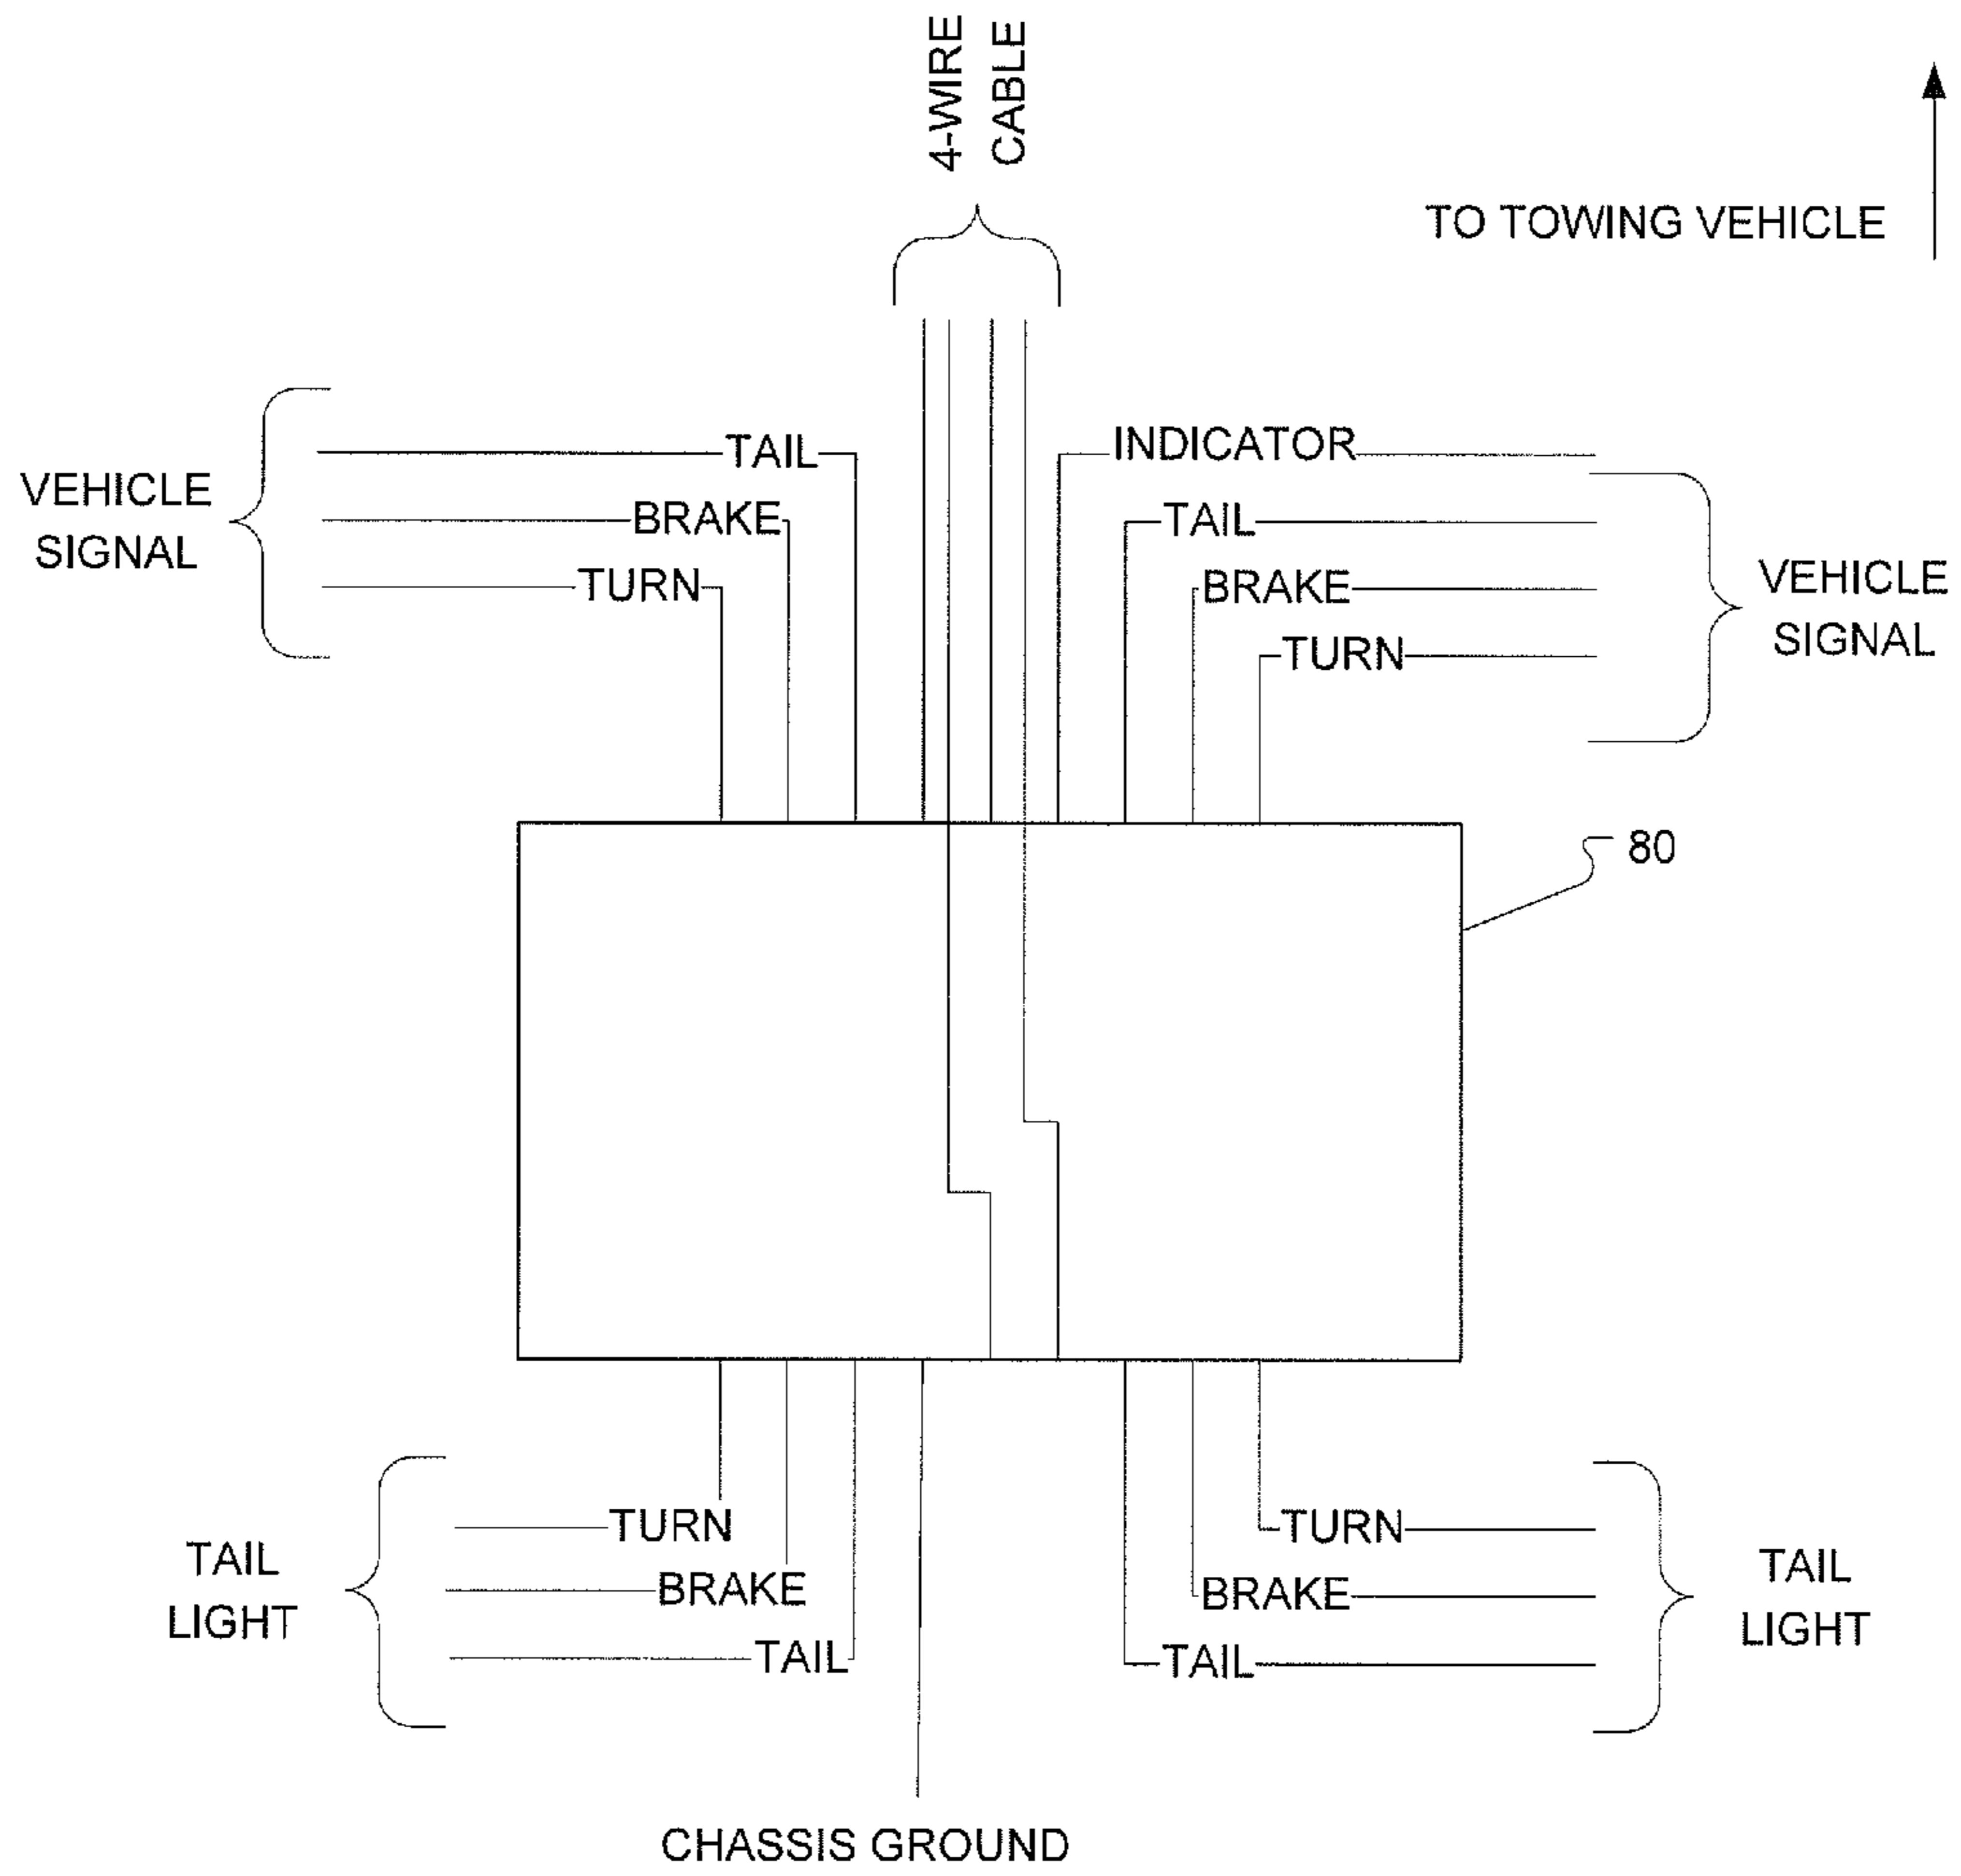 4-WIRE
CABLE
TO TOWING VEHICLE
VEHICLE
SIGNAL
TAIL
BRAKE
TURN
INDICATOR
TAIL
BRAKE
TURN
VEHICLE
SIGNAL
80
TAIL
LIGHT
TURN
BRAKE
TAIL
TURN
BRAKE
TAIL
TAIL
LIGHT
CHASSIS GROUND